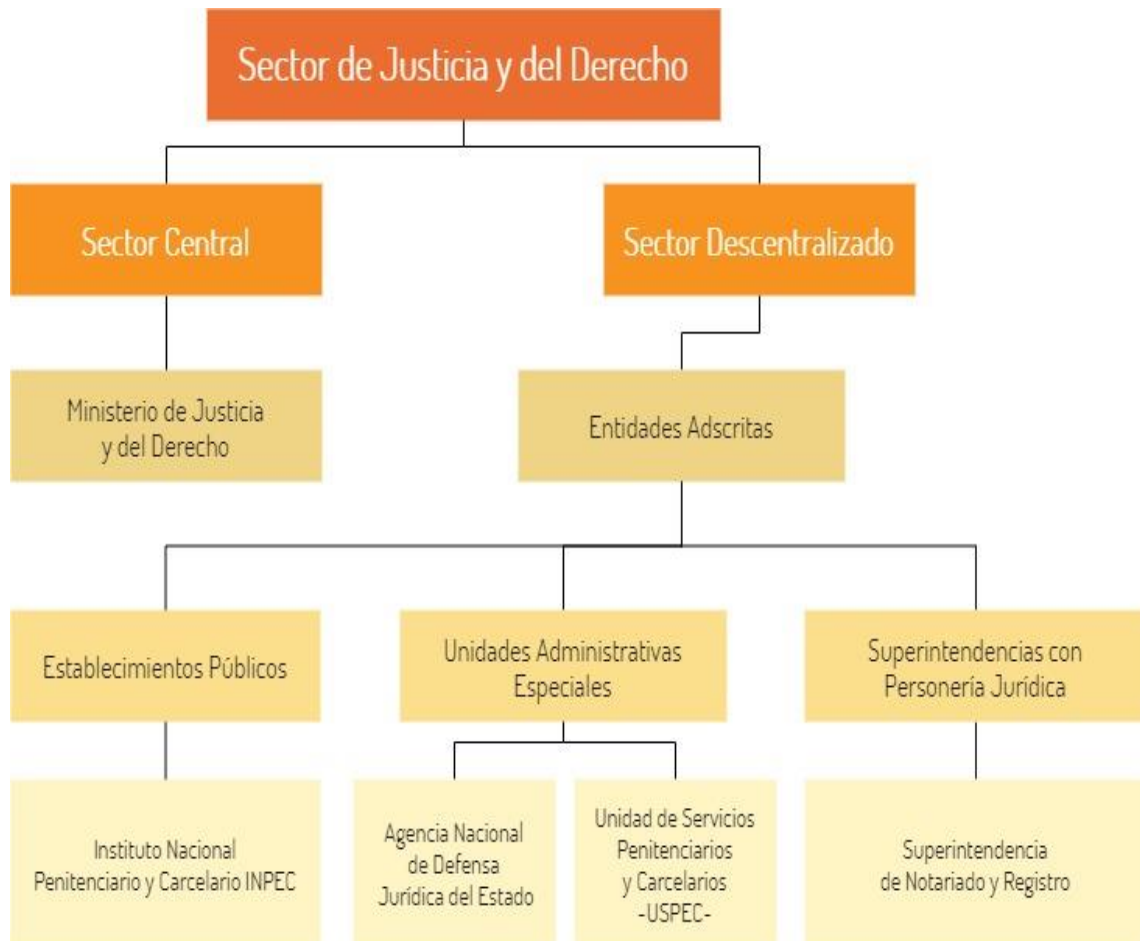 Sector de Justicia y del Derecho
Sector Central
Sector Descentralizado
Ministerio de Justicia
y del Derecho
Entidades Adscritas
Establecimientos Públicos
Unidades Administrativas
Especiales
Superintendencias con
Personería Jurídica
Instituto Nacional
Penitenciario y Carcelario INPEC
Agencia Nacional
de Defensa
Jurídica del Estado
Unidad de Servicios
Penitenciarios
y Carcelarios
-USPEC-
Superintendencia
de Notariado y Registro